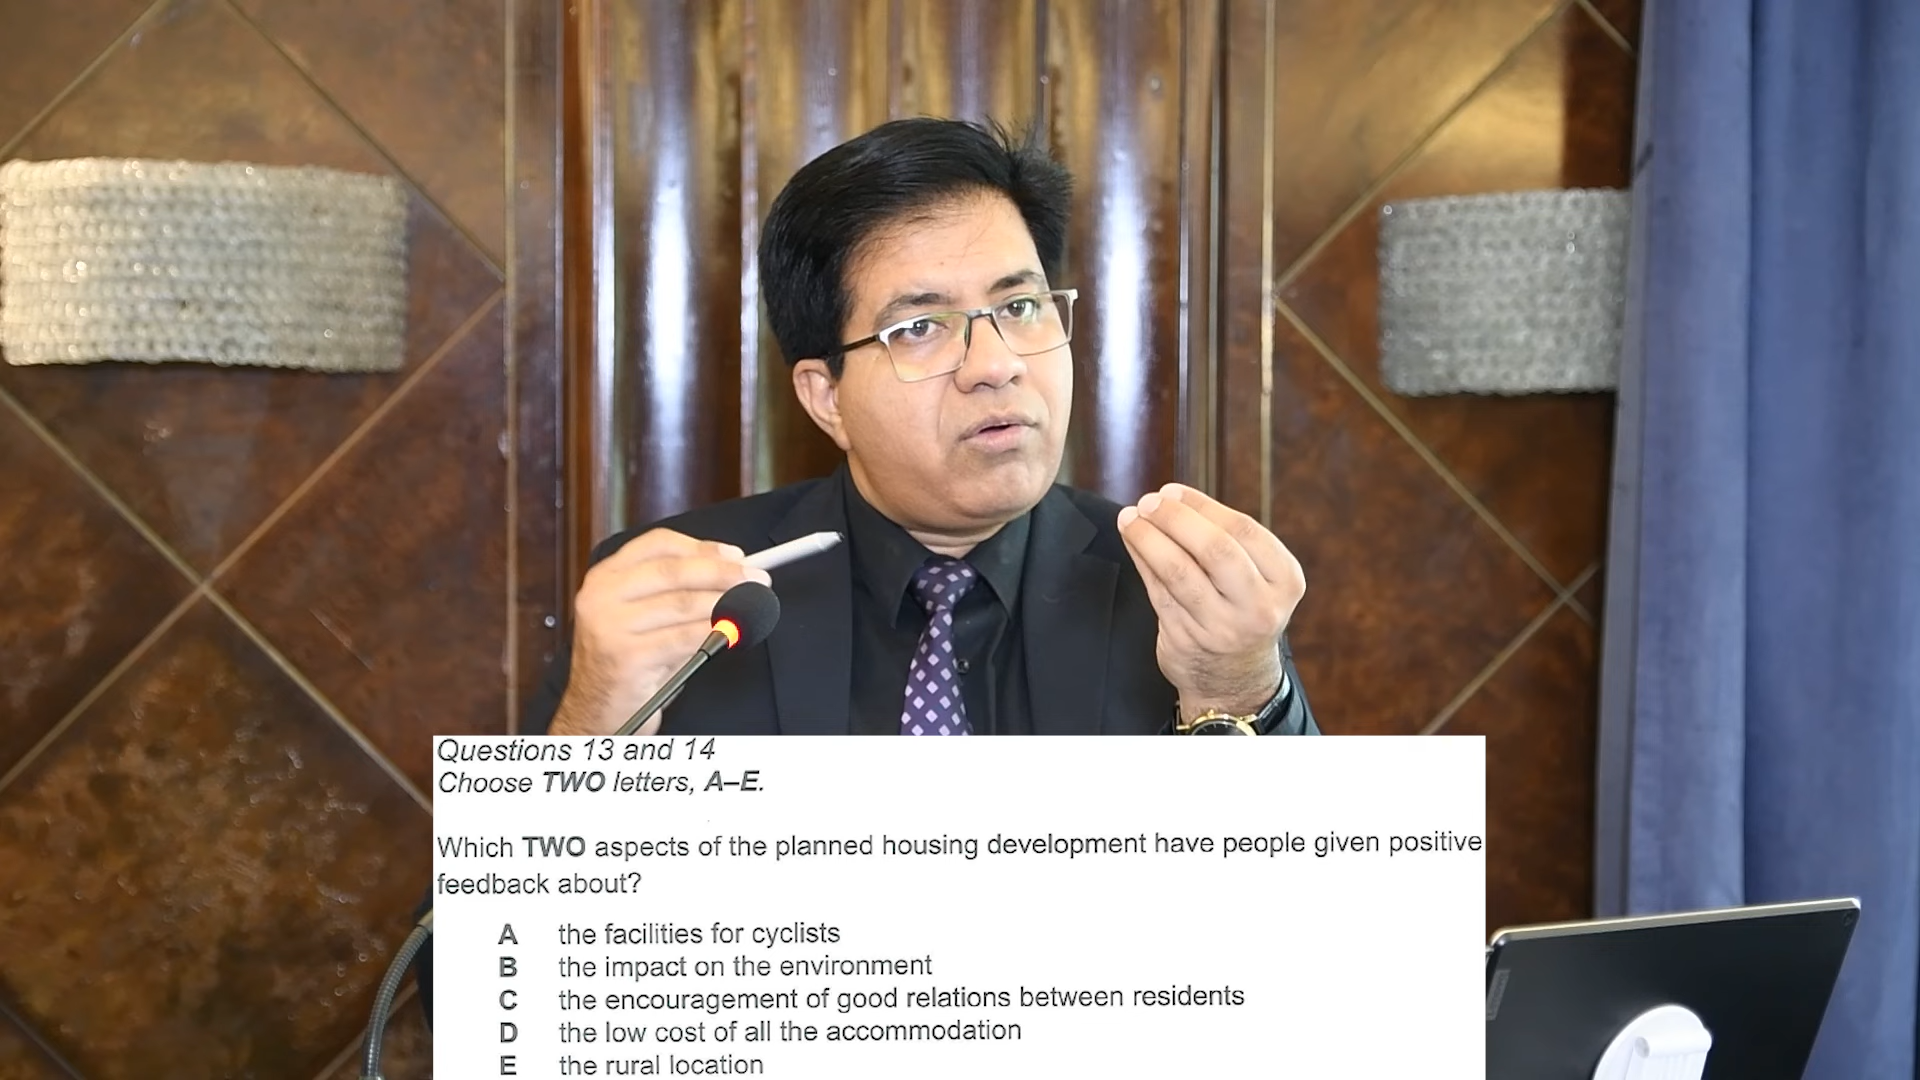 Questions 13 and 14
Choose TWO letters, A–E.
Which TWO aspects of the planned housing development have people given positive
feedback about?
A the facilities for cyclists
B the impact on the environment
C the encouragement of good relations between residents
D the low cost of all the accommodation
E the rural location